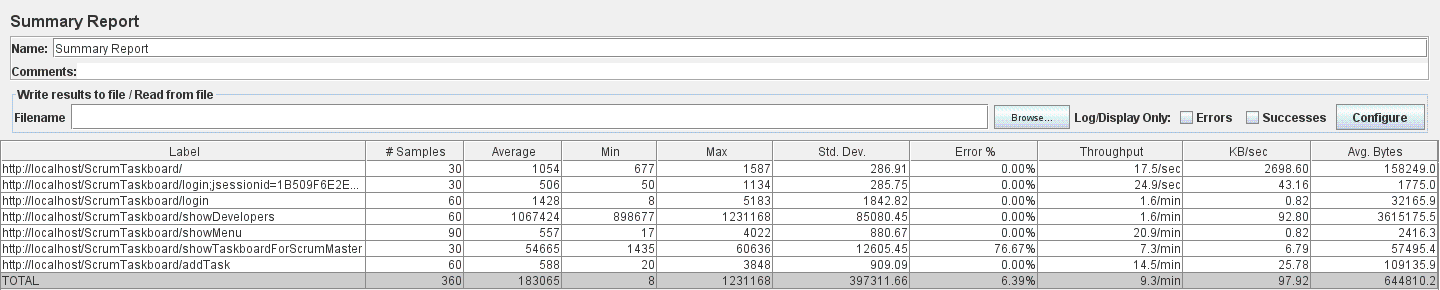 Summary Report
Name: Summary Report
Comments:
Write results to file / Read from file
Filename Browse... Log/Display Only: Errors Successes Configure
Label # Samples Average Min Max Std. Dev. Error % Throughput KB/sec Avg. Bytes
http://localhost/ScrumTaskboard/ 30 1054 677 1587 286.91 0.00% 17.5/sec 2698.60 158249.0
http://localhost/ScrumTaskboard/login;jsessionid=1B509F6E2E... 30 506 50 1134 285.75 0.00% 24.9/sec 43.16 1775.0
http://localhost/ScrumTaskboard/login 60 1428 8 5183 1842.82 0.00% 1.6/min 0.82 32165.9
http://localhost/ScrumTaskboard/showDevelopers 60 1067424 898677 1231168 85080.45 0.00% 1.6/min 92.80 3615175.5
http://localhost/ScrumTaskboard/showMenu 90 557 17 4022 880.67 0.00% 20.9/min 0.82 2416.3
http://localhost/ScrumTaskboard/showTaskboardForScrumMaster 30 54665 1435 60636 12605.45 76.67% 7.3/min 6.79 57495.4
http://localhost/ScrumTaskboard/addTask 60 588 20 3848 909.09 0.00% 14.5/min 25.78 109135.9
TOTAL 360 183065 8 1231168 397311.66 6.39% 9.3/min 97.92 644810.2